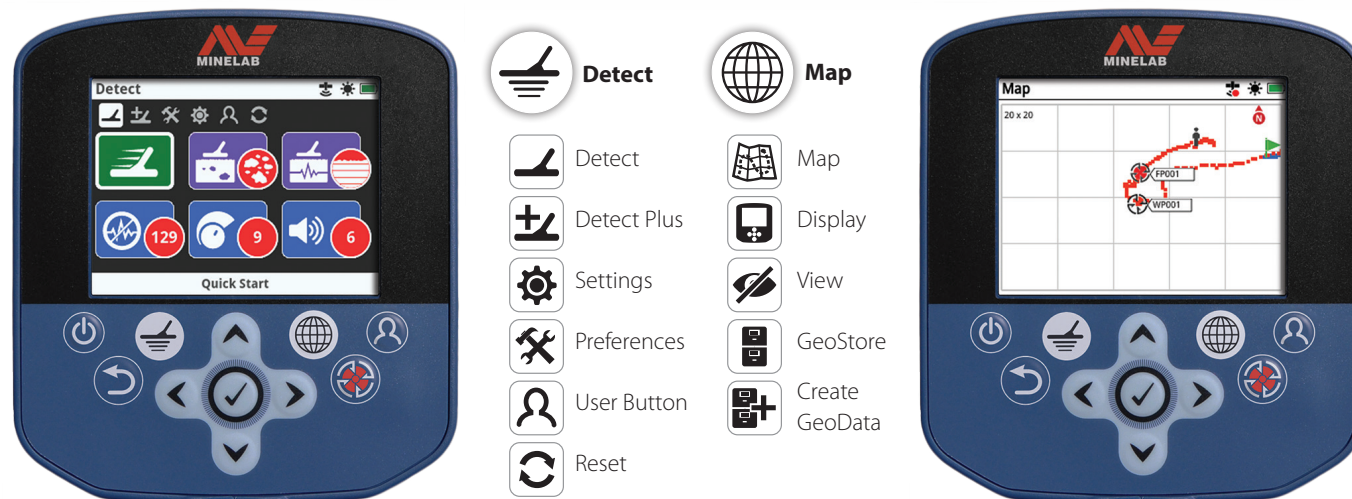 MINELAB
Detect
129
9
6
Quick Start
Detect
Detect
Detect Plus
Settings
Preferences
User Button
Reset
Map
Map
Display
View
GeoStore
Create
GeoData
MINELAB
Map
20 x 20
N
FP001
WP001